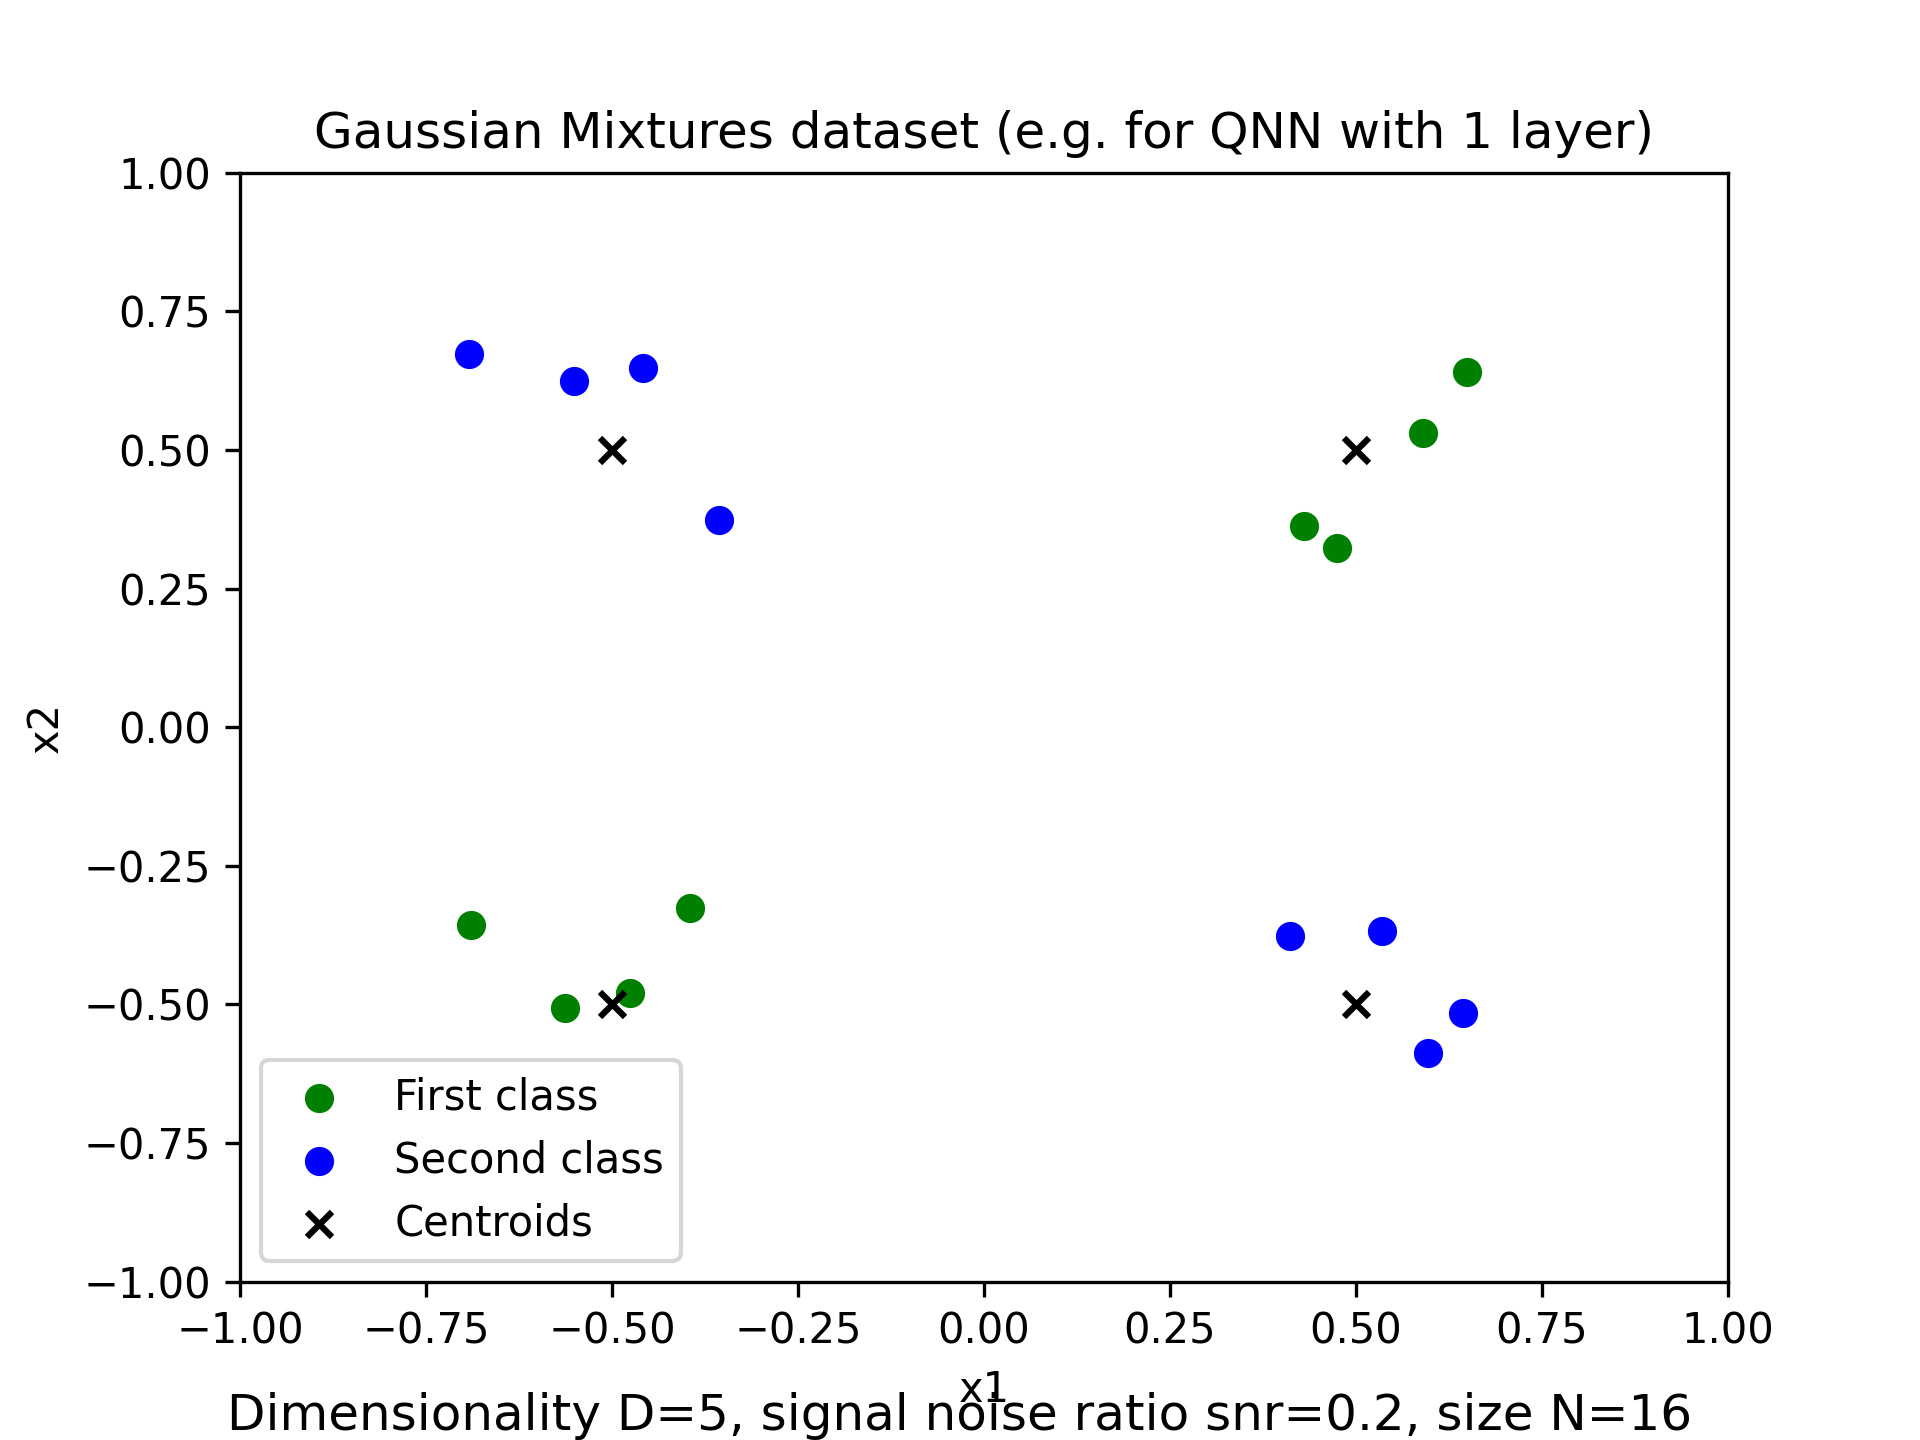 Gaussian Mixtures dataset (e.g. for QNN with 1 layer)
1.00
0.75
0.50
0.25
0.00
−0.25
−0.50
−0.75
−1.00
x2
First class
Second class
Centroids
−1.00 −0.75 −0.50 −0.25 0.00 0.25 0.50 0.75 1.00
x1
Dimensionality D=5, signal noise ratio snr=0.2, size N=16